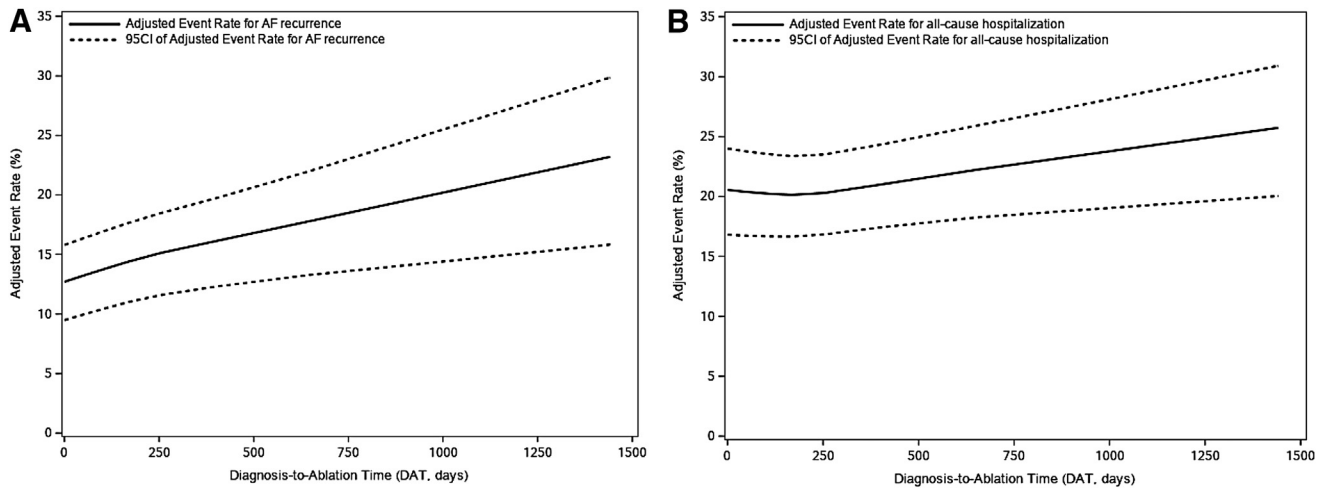 A
Adjusted Event Rate for AF recurrence
95CI of Adjusted Event Rate for AF recurrence
35
30
25
20
15
10
5
0
Adjusted Event Rate (%)
0 250 500 750 1000 1250 1500
Diagnosis-to-Ablation Time (DAT, days)
B
Adjusted Event Rate for all-cause hospitalization
95CI of Adjusted Event Rate for all-cause hospitalization
35
30
25
20
15
10
5
0
Adjusted Event Rate (%)
0 250 500 750 1000 1250 1500
Diagnosis-to-Ablation Time (DAT, days)